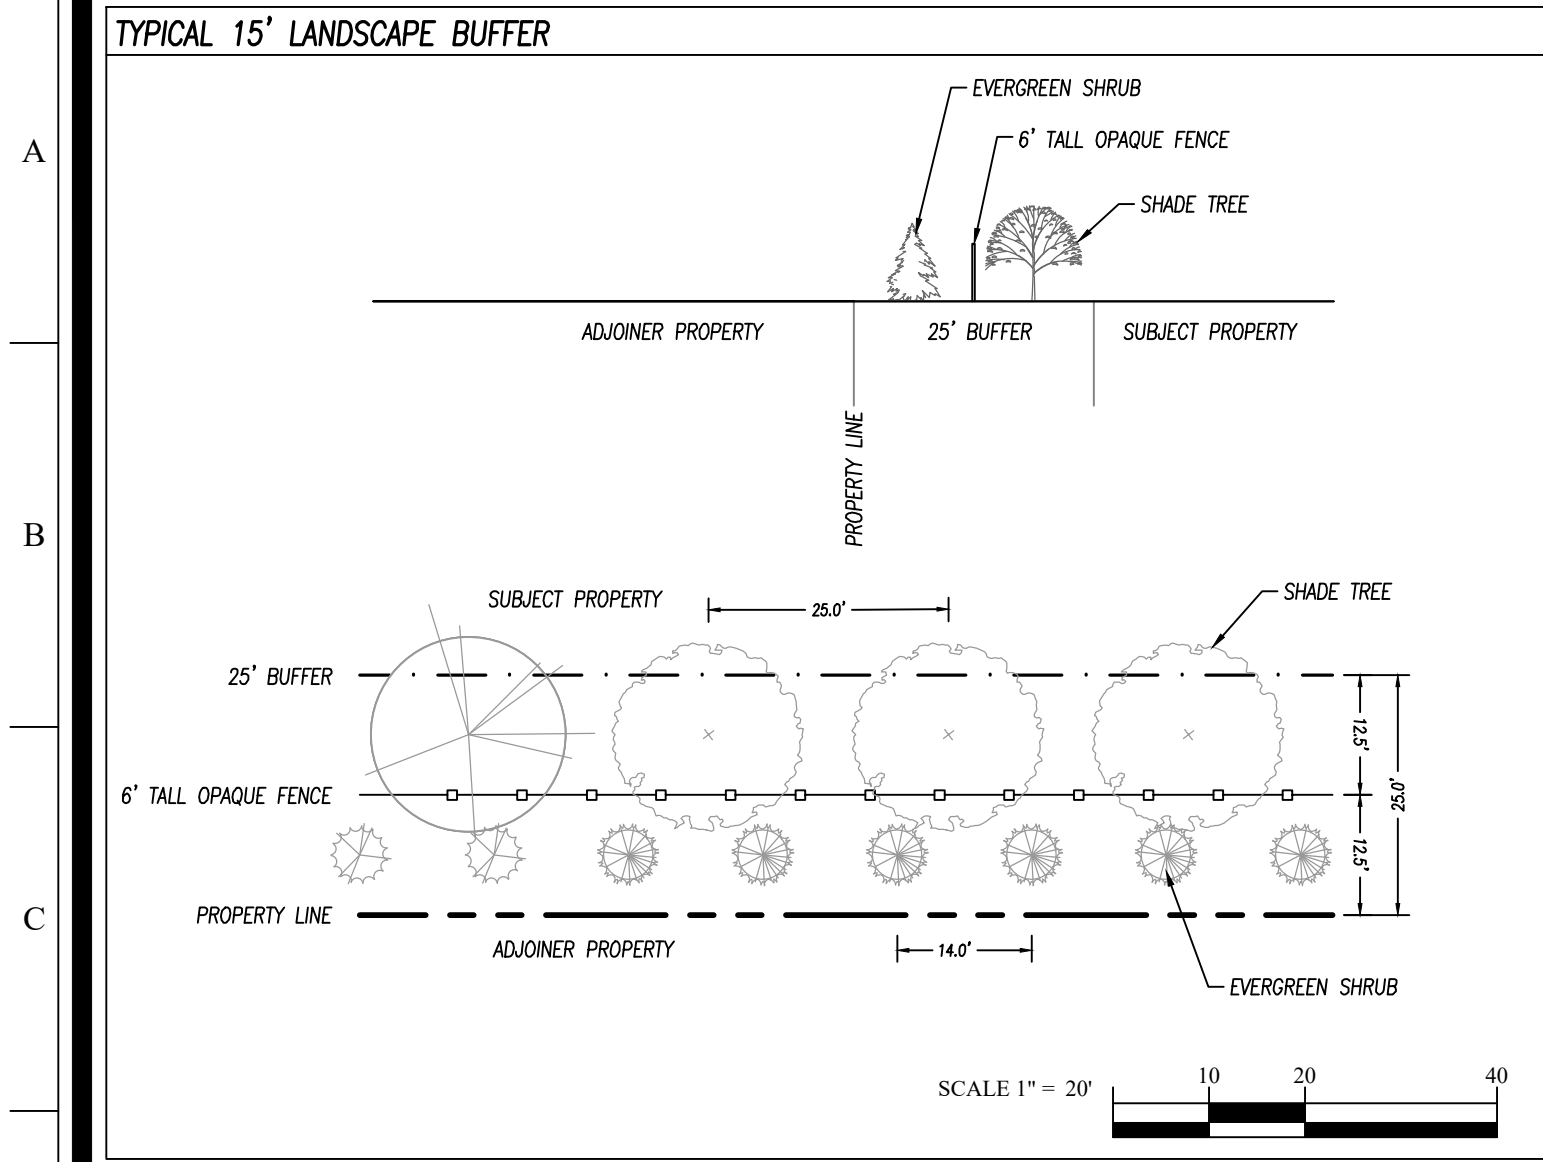 TYPICAL 15' LANDSCAPE BUFFER
EVERGREEN SHRUB
A
6' TALL OPAQUE FENCE
SHADE TREE
ADJOINER PROPERTY
25' BUFFER
SUBJECT PROPERTY
PROPERTY LINE
B
SUBJECT PROPERTY
25.0'
SHADE TREE
25' BUFFER
12.5'
6' TALL OPAQUE FENCE
25.0'
12.5'
PROPERTY LINE
C
ADJOINER PROPERTY
14.0'
EVERGREEN SHRUB
SCALE 1" = 20'
10
20
40